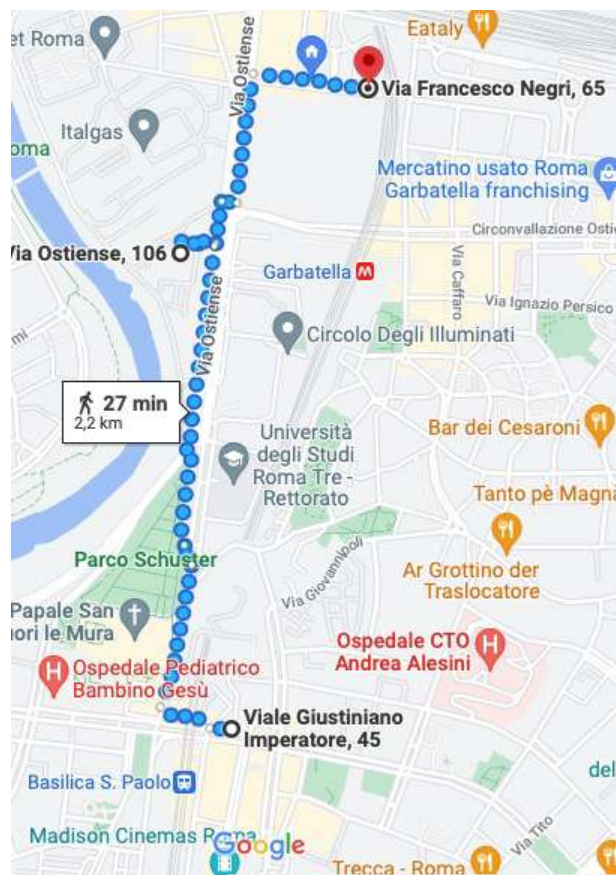 Eataly
et Roma
Via Ostiense
Via Francesco Negri, 65
Italgas
oma
Mercatino usato Roma
Garbatella franchising
Circonvallazione Ostie
Via Ostiense, 106
Garbatella M
Via Caffaro
Via Ignazio Persico
Via Ostiense
Circolo Degli Illuminati
mi
27 min
2,2 km
Bar dei Cesaroni
Università
degli Studi
Roma Tre -
Rettorato
Tanto pè Magnà
Parco Schuster
Via Giovannipoli
Ar Grottino der
Traslocatore
Papale San
uori le Mura
Ospedale CTO
Andrea Alesini
H
H
Ospedale Pediatrico
Bambino Gesù
Viale Giustiniano
Imperatore, 45
Basilica S. Paolo
del
Via Tito
Madison Cinemas Roma
Google
Trecca - Roma